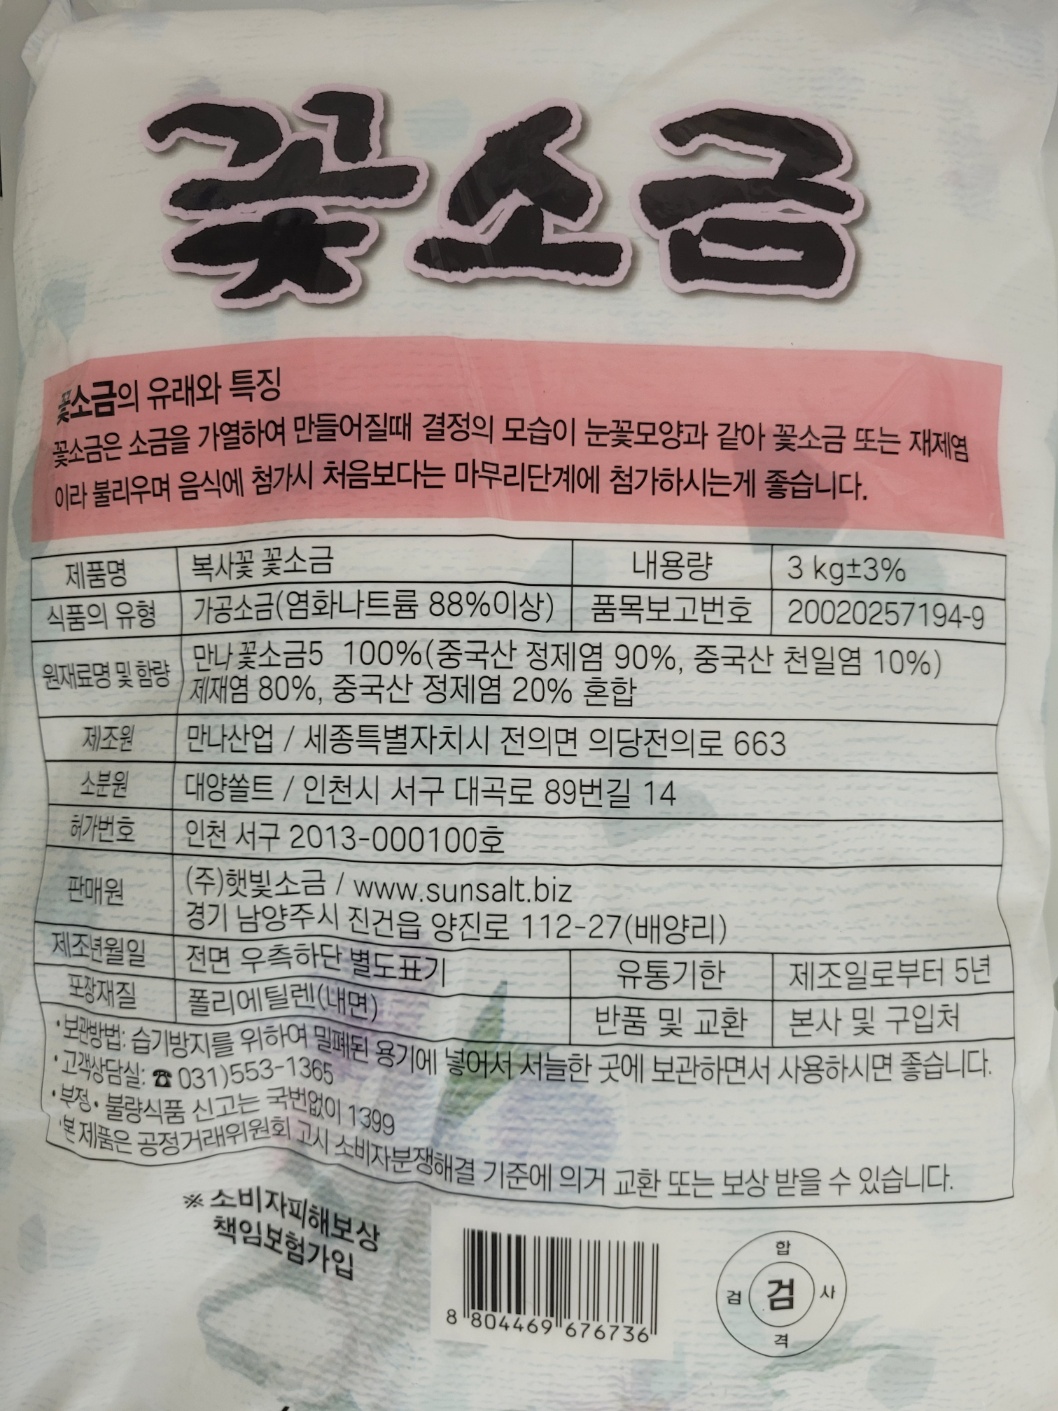 꽃소금
꽃소금의 유래와 특징
꽃소금은 소금을 가열하여 만들어질때 결정의 모습이 눈꽃모양과 같아 꽃소금 또는 재제염
이라 불리우며 음식에 첨가시 처음보다는 마무리단계에 첨가하시는게 좋습니다.
제품명 복사꽃 꽃소금 내용량 3 kg±3%
식품의 유형 가공소금(염화나트륨 88%이상) 품목보고번호 20020257194-9
원재료명 및 함량 만나 꽃소금5 100%(중국산 정제염 90%, 중국산 천일염 10%)
제재염 80%, 중국산 정제염 20% 혼합
제조원 만나산업 / 세종특별자치시 전의면 의당전의로 663
소분원 대양쏠트 / 인천시 서구 대곡로 89번길 14
허가번호 인천 서구 2013-000100호
판매원 (주)햇빛소금 / www.sunsalt.biz
경기 남양주시 진건읍 양진로 112-27(배양리)
제조년월일 전면 우측하단 별도표기 유통기한 제조일로부터 5년
포장재질 폴리에틸렌(내면) 반품 및 교환 본사 및 구입처
·보관방법: 습기방지를 위하여 밀폐된 용기에 넣어서 서늘한 곳에 보관하면서 사용하시면 좋습니다.
·고객상담실: ☎ 031)553-1365
·부정·불량식품 신고는 국번없이 1399
·본 제품은 공정거래위원회 고시 소비자분쟁해결 기준에 의거 교환 또는 보상 받을 수 있습니다.
※ 소비자피해보상
책임보험가입
8 804469 676736
합
검 검 사
격